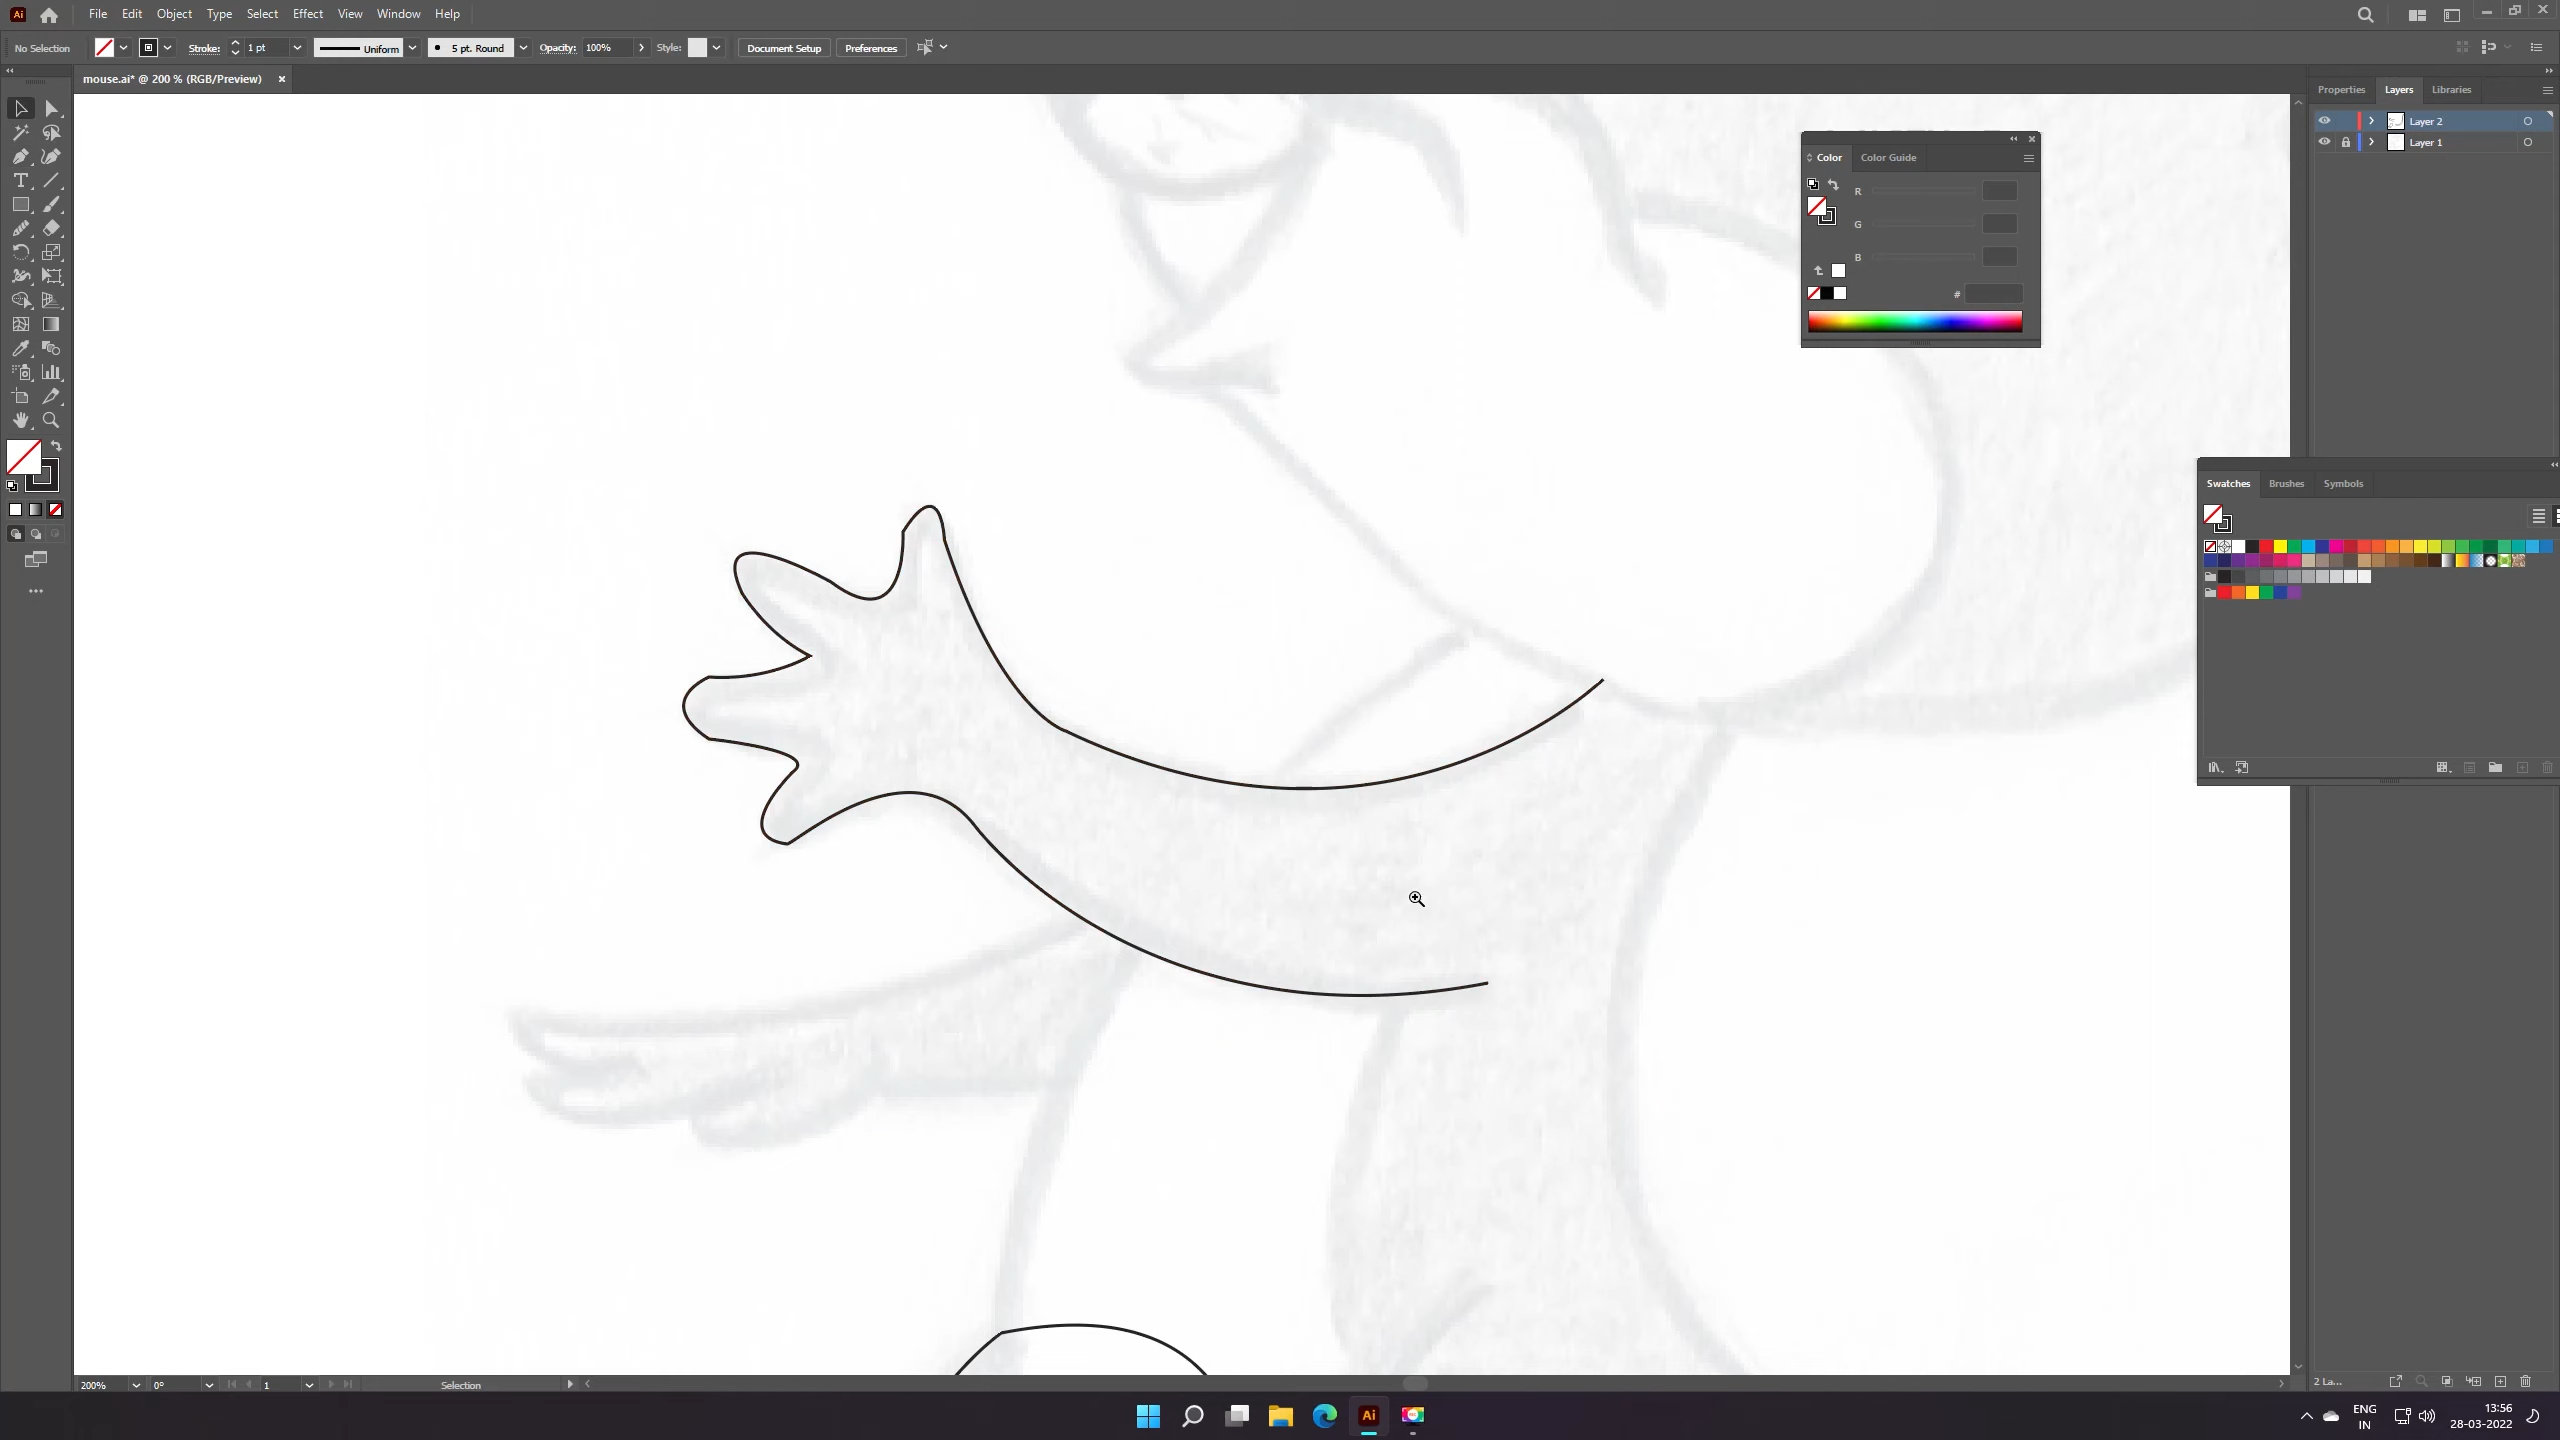 Ai File Edit Object Type Select Effect View Window Help
No Selection Stroke: 1 pt Uniform 5 pt. Round Opacity: 100% Style: Document Setup Preferences
mouse.ai* @ 200 % (RGB/Preview)
Properties Layers Libraries
Layer 2
Layer 1
Color Color Guide
R
G
B
#
Swatches Brushes Symbols
200% 0° 1 Selection
2 La...
Ai
ENG
IN
13:56
28-03-2022